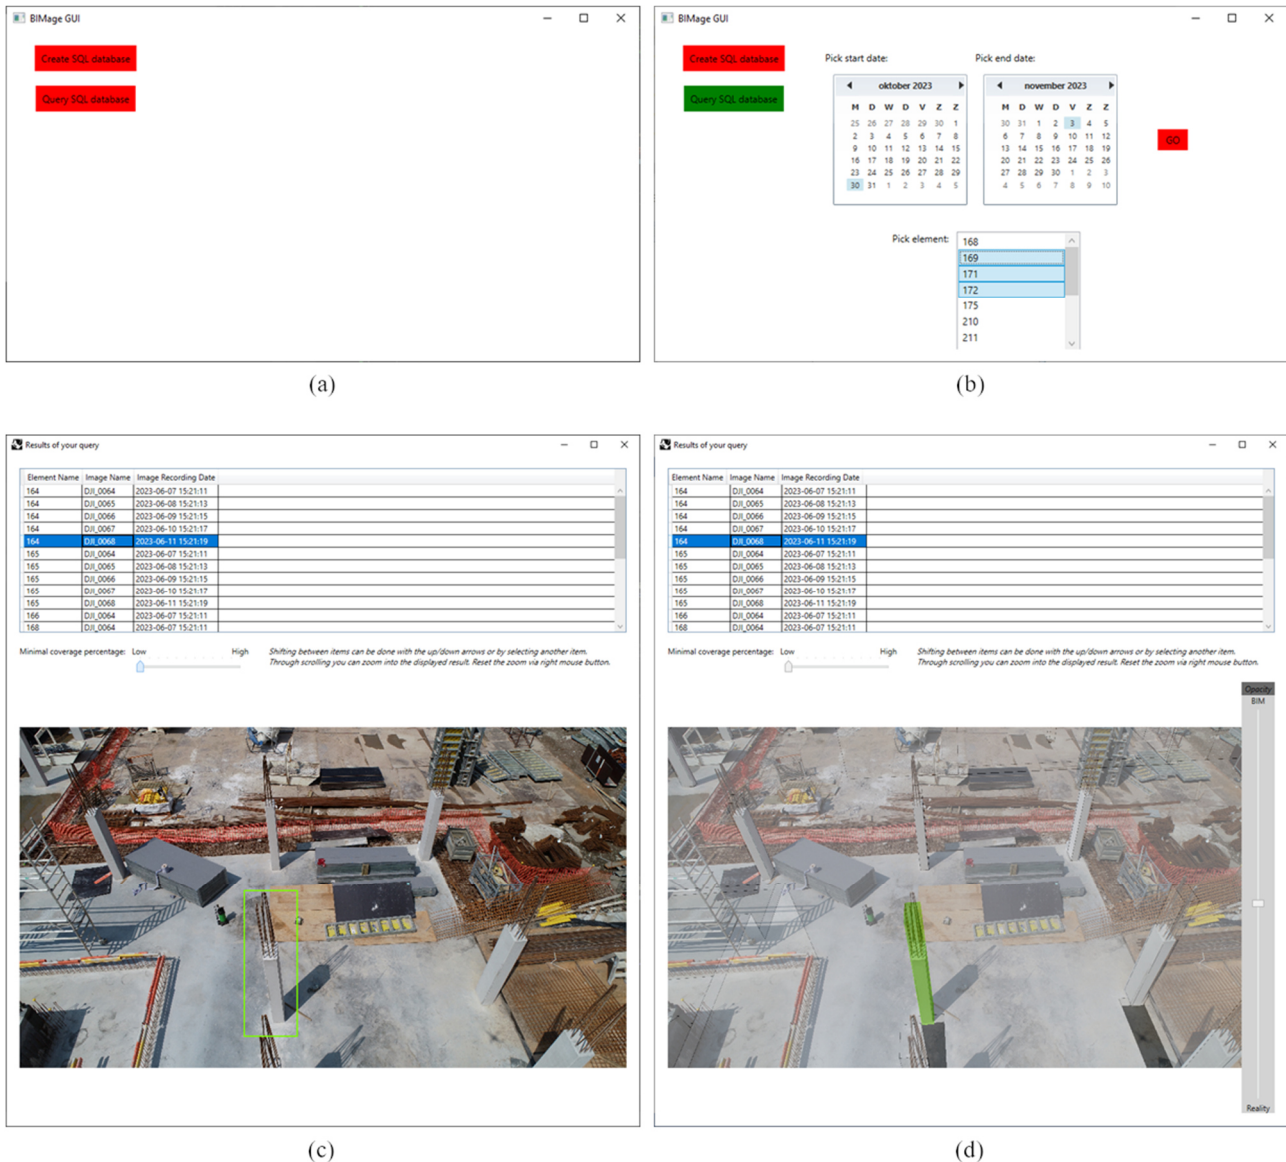 BIMage GUI
Create SQL database
Query SQL database
(a)
BIMage GUI
Create SQL database
Query SQL database
Pick start date:
Pick end date:
oktober 2023
M D W D V Z Z
25 26 27 28 29 30 1
2 3 4 5 6 7 8
9 10 11 12 13 14 15
16 17 18 19 20 21 22
23 24 25 26 27 28 29
30 31 1 2 3 4 5
november 2023
M D W D V Z Z
30 31 1 2 3 4 5
6 7 8 9 10 11 12
13 14 15 16 17 18 19
20 21 22 23 24 25 26
27 28 29 30 1 2 3
4 5 6 7 8 9 10
GO
Pick element:
168
169
171
172
175
210
211
(b)
Results of your query
Element Name Image Name Image Recording Date
164 DJI_0064 2023-06-07 15:21:11
164 DJI_0065 2023-06-08 15:21:13
164 DJI_0066 2023-06-09 15:21:15
164 DJI_0067 2023-06-10 15:21:17
164 DJI_0068 2023-06-11 15:21:19
165 DJI_0064 2023-06-07 15:21:11
165 DJI_0065 2023-06-08 15:21:13
165 DJI_0066 2023-06-09 15:21:15
165 DJI_0067 2023-06-10 15:21:17
165 DJI_0068 2023-06-11 15:21:19
166 DJI_0064 2023-06-07 15:21:11
168 DJI_0064 2023-06-07 15:21:11
Minimal coverage percentage: Low High
Shifting between items can be done with the up/down arrows or by selecting another item.
Through scrolling you can zoom into the displayed result. Reset the zoom via right mouse button.
(c)
Results of your query
Element Name Image Name Image Recording Date
164 DJI_0064 2023-06-07 15:21:11
164 DJI_0065 2023-06-08 15:21:13
164 DJI_0066 2023-06-09 15:21:15
164 DJI_0067 2023-06-10 15:21:17
164 DJI_0068 2023-06-11 15:21:19
165 DJI_0064 2023-06-07 15:21:11
165 DJI_0065 2023-06-08 15:21:13
165 DJI_0066 2023-06-09 15:21:15
165 DJI_0067 2023-06-10 15:21:17
165 DJI_0068 2023-06-11 15:21:19
166 DJI_0064 2023-06-07 15:21:11
168 DJI_0064 2023-06-07 15:21:11
Minimal coverage percentage: Low High
Shifting between items can be done with the up/down arrows or by selecting another item.
Through scrolling you can zoom into the displayed result. Reset the zoom via right mouse button.
Opacity
BIM
Reality
(d)